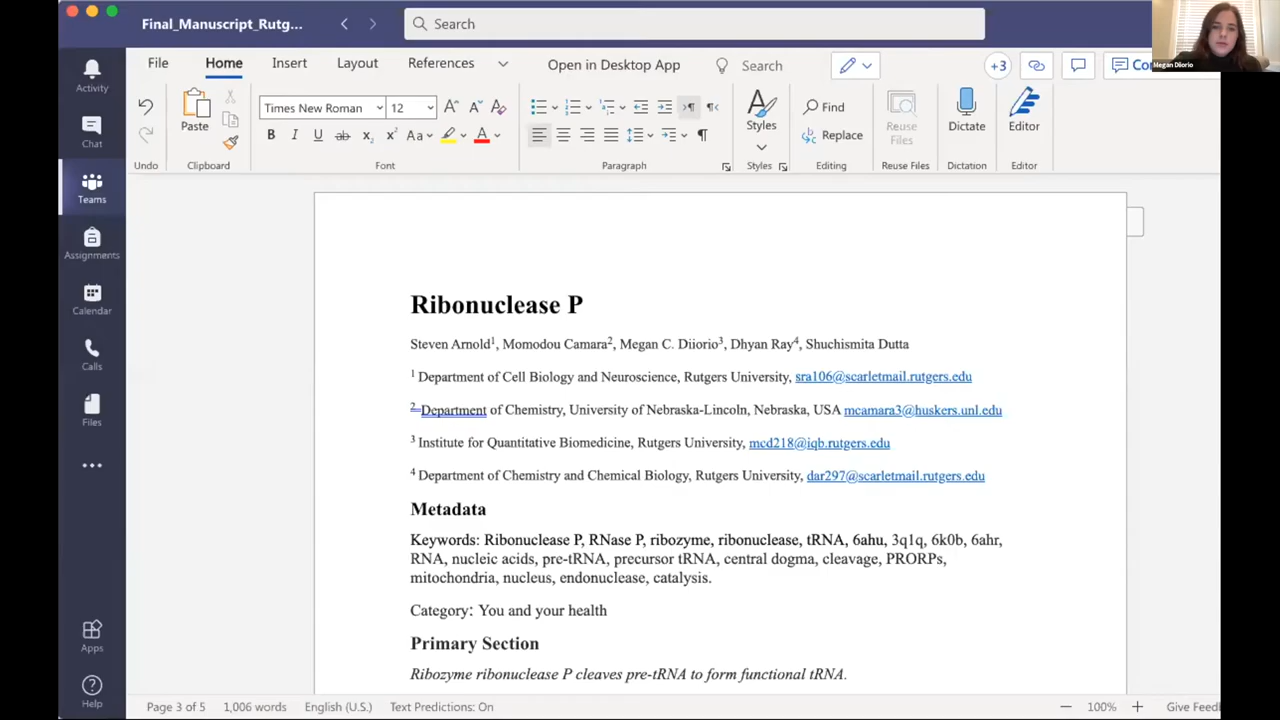 Final_Manuscript_Rutg...
Search
Megan Diiorio
File Home Insert Layout References
Open in Desktop App
Search
+3
Activity
Chat
Teams
Assignments
Calendar
Calls
Files
Apps
Help
Undo
Paste
Clipboard
Times New Roman
12
Font
Paragraph
Styles
Styles
Find
Replace
Editing
Reuse Files
Reuse Files
Dictate
Dictation
Editor
Editor
Ribonuclease P
Steven Arnold1, Momodou Camara2, Megan C. Diiorio3, Dhyan Ray4, Shuchismita Dutta
1 Department of Cell Biology and Neuroscience, Rutgers University, sra106@scarletmail.rutgers.edu
2 Department of Chemistry, University of Nebraska-Lincoln, Nebraska, USA mcamara3@huskers.unl.edu
3 Institute for Quantitative Biomedicine, Rutgers University, mcd218@iqb.rutgers.edu
4 Department of Chemistry and Chemical Biology, Rutgers University, dar297@scarletmail.rutgers.edu
Metadata
Keywords: Ribonuclease P, RNase P, ribozyme, ribonuclease, tRNA, 6ahu, 3q1q, 6k0b, 6ahr,
RNA, nucleic acids, pre-tRNA, precursor tRNA, central dogma, cleavage, PRORPs,
mitochondria, nucleus, endonuclease, catalysis.
Category: You and your health
Primary Section
Ribozyme ribonuclease P cleaves pre-tRNA to form functional tRNA.
Page 3 of 5 1,006 words English (U.S.) Text Predictions: On
100%
Give Feedb